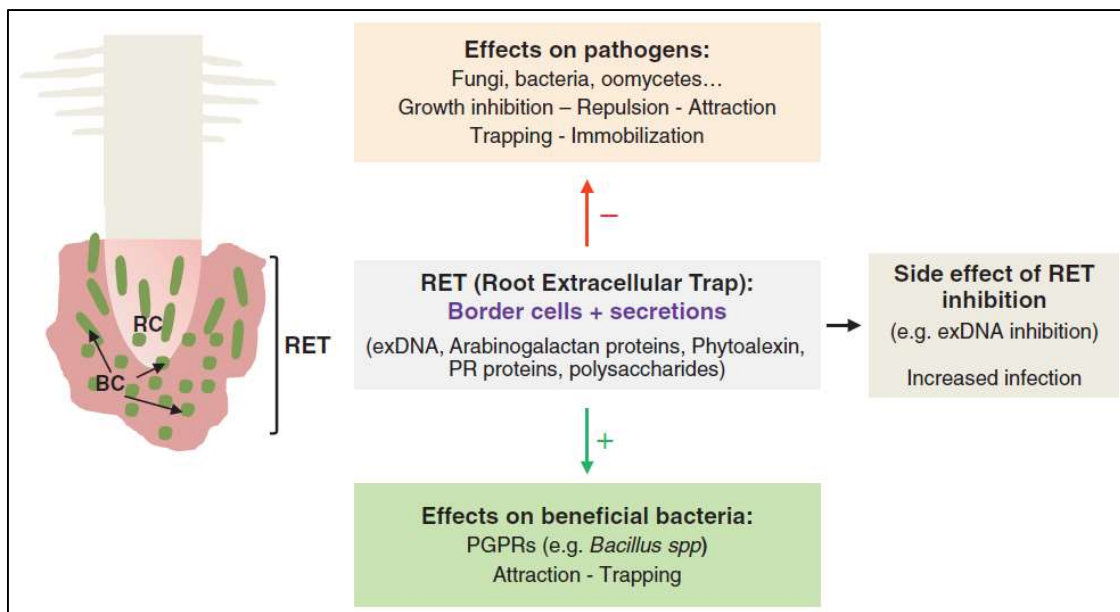 Effects on pathogens:
Fungi, bacteria, oomycetes…
Growth inhibition – Repulsion - Attraction
Trapping - Immobilization
–
RC
BC
RET
RET (Root Extracellular Trap):
Border cells + secretions
(exDNA, Arabinogalactan proteins, Phytoalexin,
PR proteins, polysaccharides)
Side effect of RET
inhibition
(e.g. exDNA inhibition)
Increased infection
+
Effects on beneficial bacteria:
PGPRs (e.g. Bacillus spp)
Attraction - Trapping